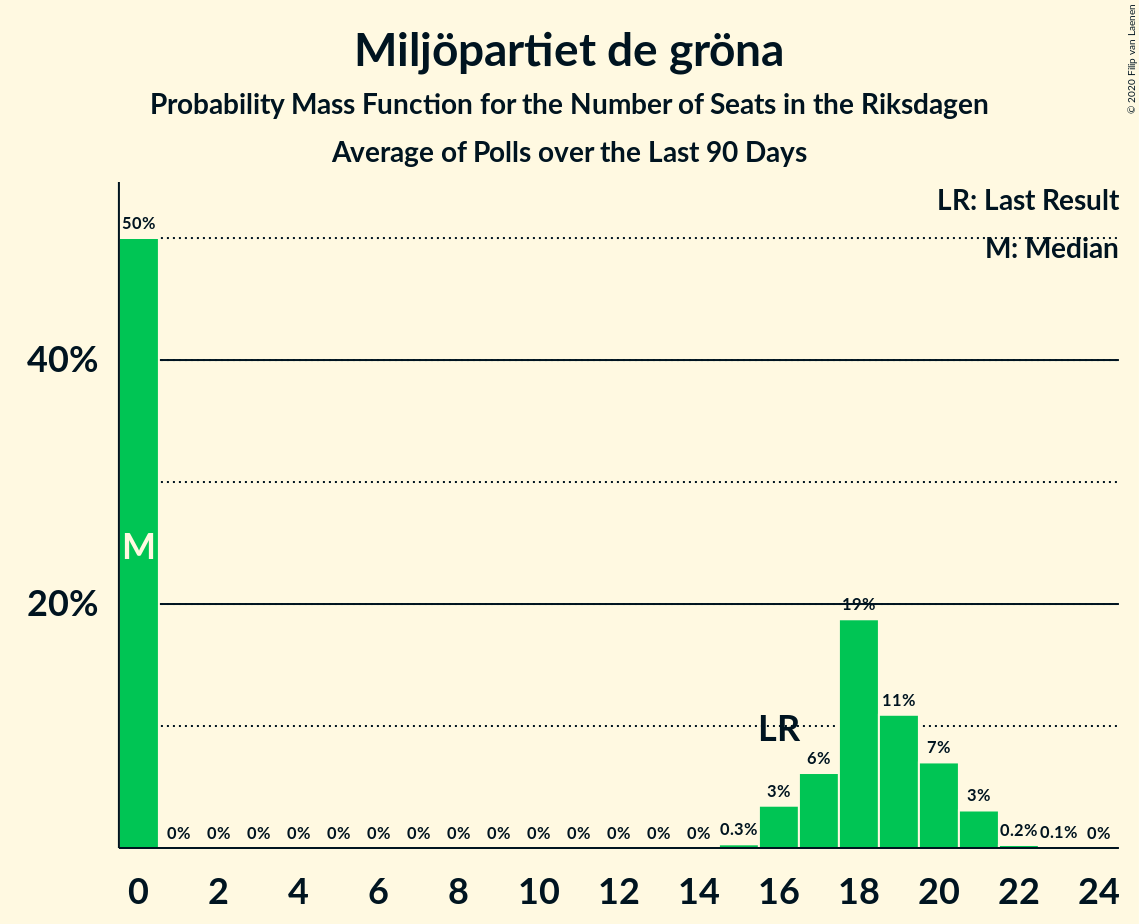 Miljöpartiet de gröna
Probability Mass Function for the Number of Seats in the Riksdagen
Average of Polls over the Last 90 Days
© 2020 Filip van Laenen
LR: Last Result
M: Median
50%
40%
20%
M
LR
0% 0% 0% 0% 0% 0% 0% 0% 0% 0% 0% 0% 0% 0% 0.3% 3% 6% 19% 11% 7% 3% 0.2% 0.1% 0%
0 2 4 6 8 10 12 14 16 18 20 22 24